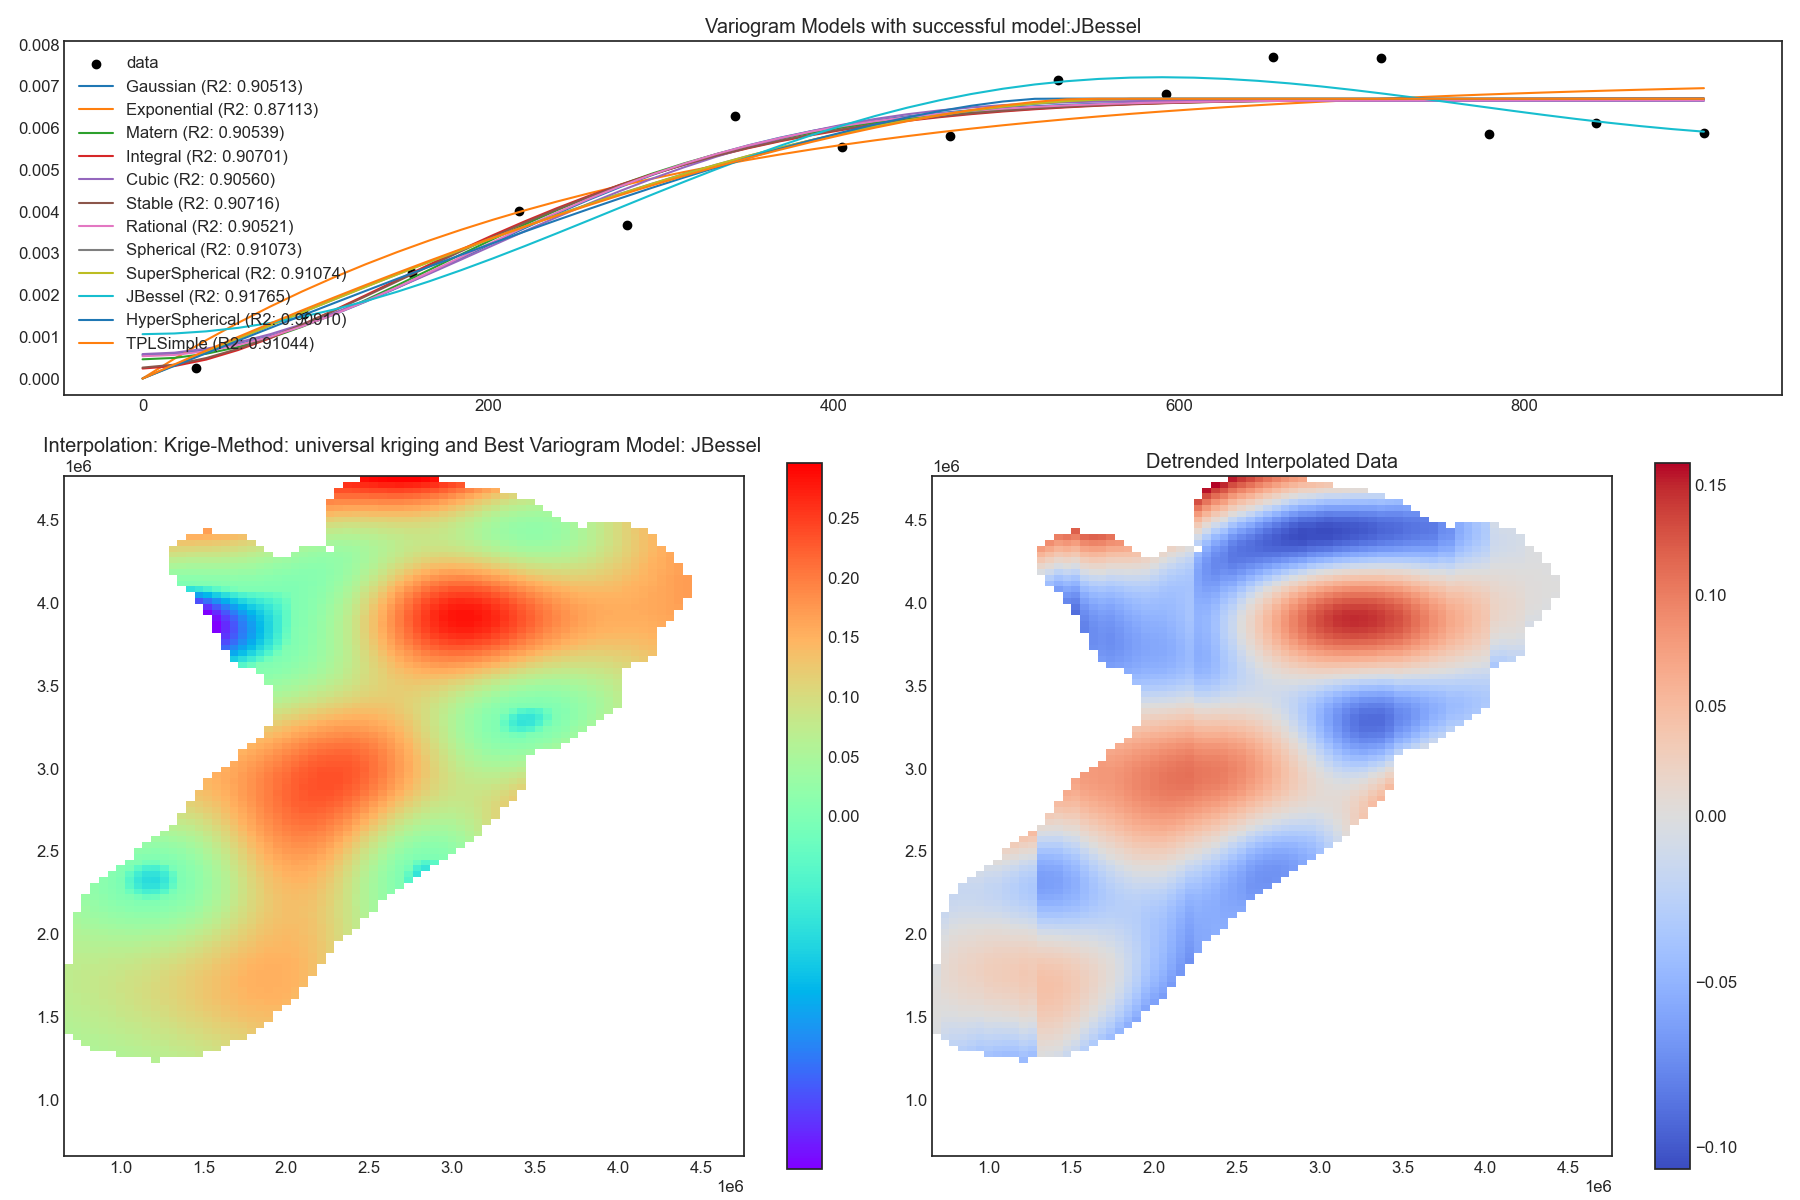 Variogram Models with successful model:JBessel
0.008
0.007
0.006
0.005
0.004
0.003
0.002
0.001
0.000
data
Gaussian (R2: 0.90513)
Exponential (R2: 0.87113)
Matern (R2: 0.90539)
Integral (R2: 0.90701)
Cubic (R2: 0.90560)
Stable (R2: 0.90716)
Rational (R2: 0.90521)
Spherical (R2: 0.91073)
SuperSpherical (R2: 0.91074)
JBessel (R2: 0.91765)
HyperSpherical (R2: 0.90910)
TPLSimple (R2: 0.91044)
0 200 400 600 800
Interpolation: Krige-Method: universal kriging and Best Variogram Model: JBessel
1e6
4.5
4.0
3.5
3.0
2.5
2.0
1.5
1.0
1.0 1.5 2.0 2.5 3.0 3.5 4.0 4.5
1e6
0.25
0.20
0.15
0.10
0.05
0.00
Detrended Interpolated Data
1e6
4.5
4.0
3.5
3.0
2.5
2.0
1.5
1.0
1.0 1.5 2.0 2.5 3.0 3.5 4.0 4.5
1e6
0.15
0.10
0.05
0.00
−0.05
−0.10